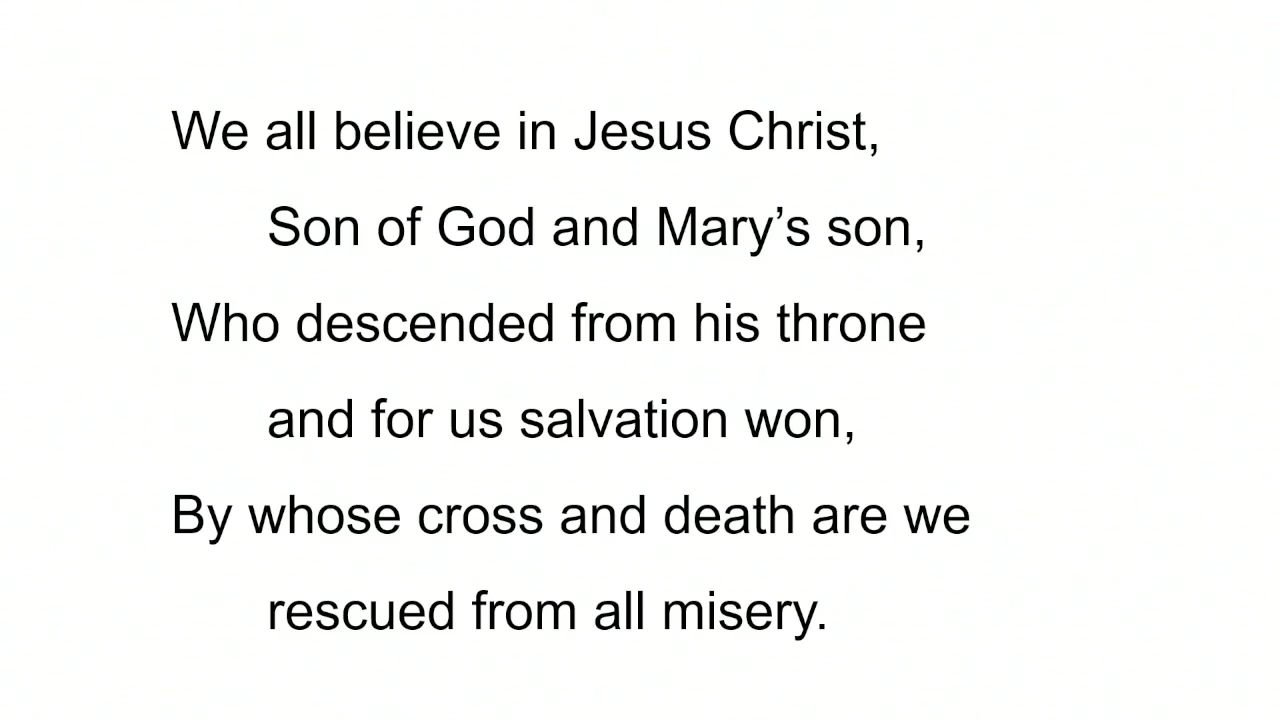 We all believe in Jesus Christ,
Son of God and Mary’s son,
Who descended from his throne
and for us salvation won,
By whose cross and death are we
rescued from all misery.